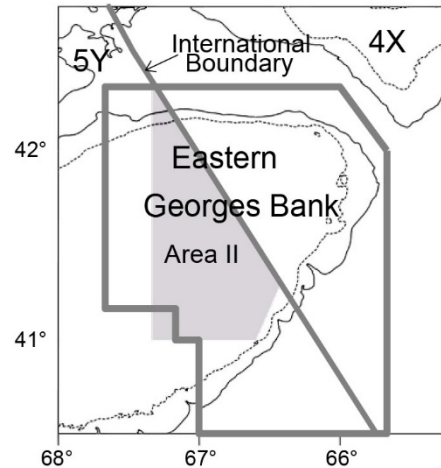 International
Boundary
5Y
4X
42°
Eastern
Georges Bank
Area II
41°
68°
67°
66°